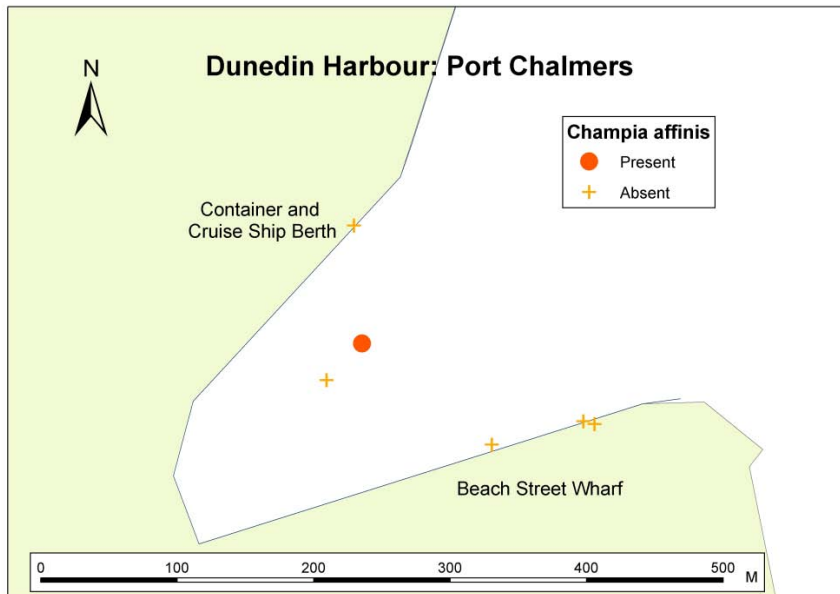 Dunedin Harbour: Port Chalmers
N
Champia affinis
Present
Absent
Container and
Cruise Ship Berth
Beach Street Wharf
0 100 200 300 400 500 M